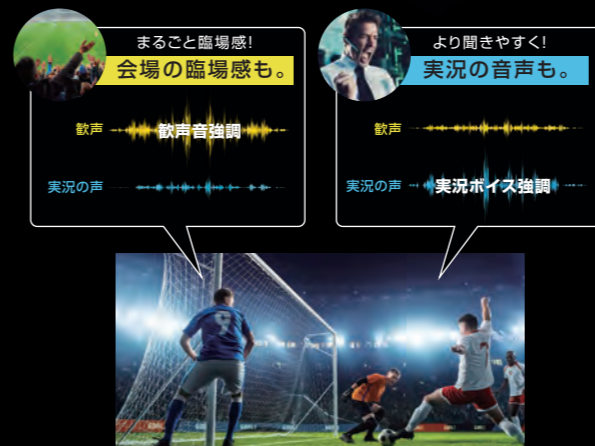 まるごと臨場感!
会場の臨場感も。
歓声
歓声音強調
実況の声
より聞きやすく!
実況の音声も。
歓声
実況の声
実況ボイス強調